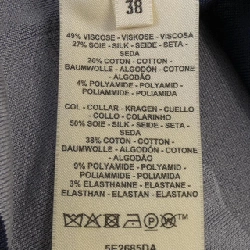 38
49% VISCOSE - VISKOSE - VISCOSA
27% SOIE - SILK - SEIDE - SETA -
SEDA
20% COTON - COTTON -
BAUMWOLLE - ALGODÓN - COTONE
- ALGODÃO
4% POLYAMIDE - POLYAMID -
POLIAMMIDE - POLIAMIDA
COL - COLLAR - KRAGEN - CUELLO
COLLO - COLARINHO
50% SOIE - SILK - SEIDE - SETA -
SEDA
38% COTON - COTTON -
BAUMWOLLE - ALGODÓN - COTONE
- ALGODÃO
POLYAMIDE - POLYAMID -
POLIAMMIDE - POLIAMIDA
3% ELASTHANNE - ELASTANE -
ELASTHAN - ELASTAN - ELASTANO
P